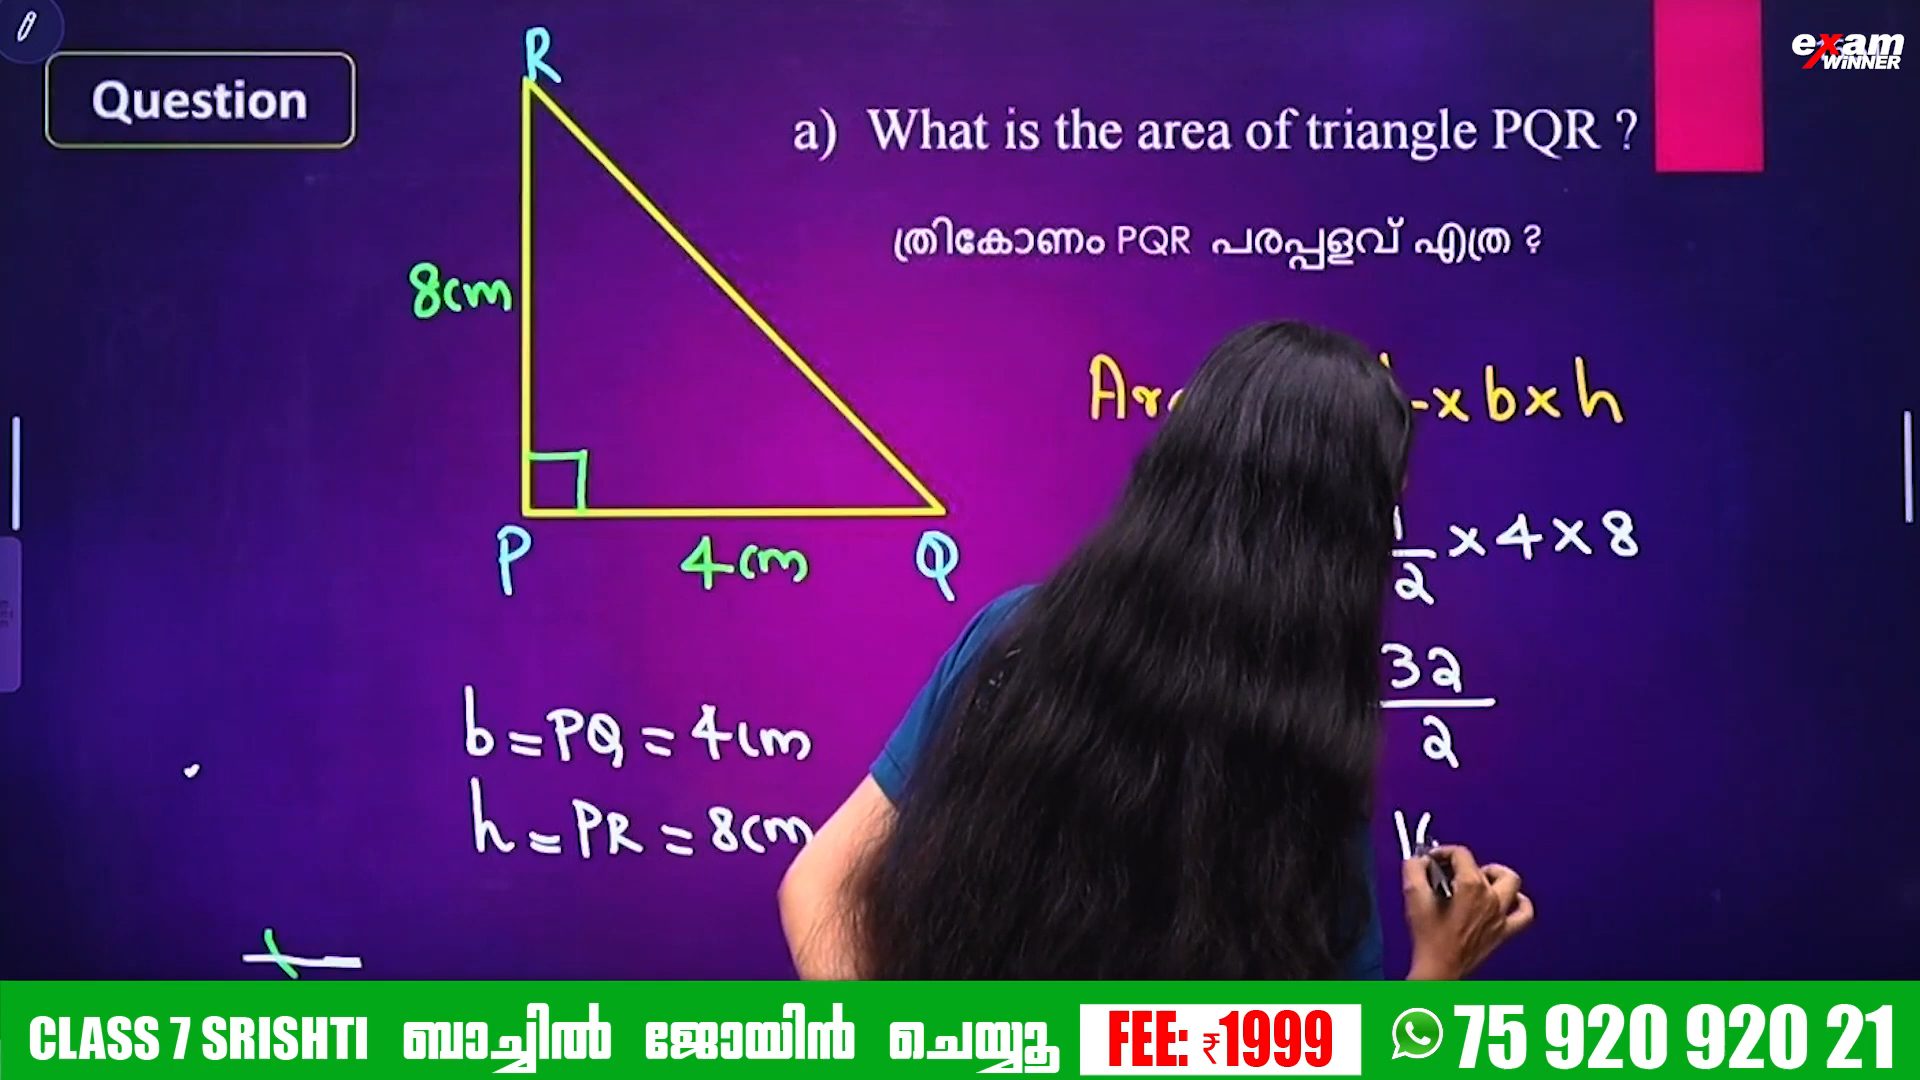 Question
exam
WINNER
R
a) What is the area of triangle PQR ?
ത്രികോണം PQR പരപ്പളവ് എത്ര ?
8cm
x b x h
P
4cm
Q
2 x 4 x 8
b = PQ = 4cm
32
2
h = PR = 8cm
CLASS 7 SRISHTI ബാച്ചിൽ ജോയിൻ ചെയ്യൂ FEE: ₹1999 75 920 920 21